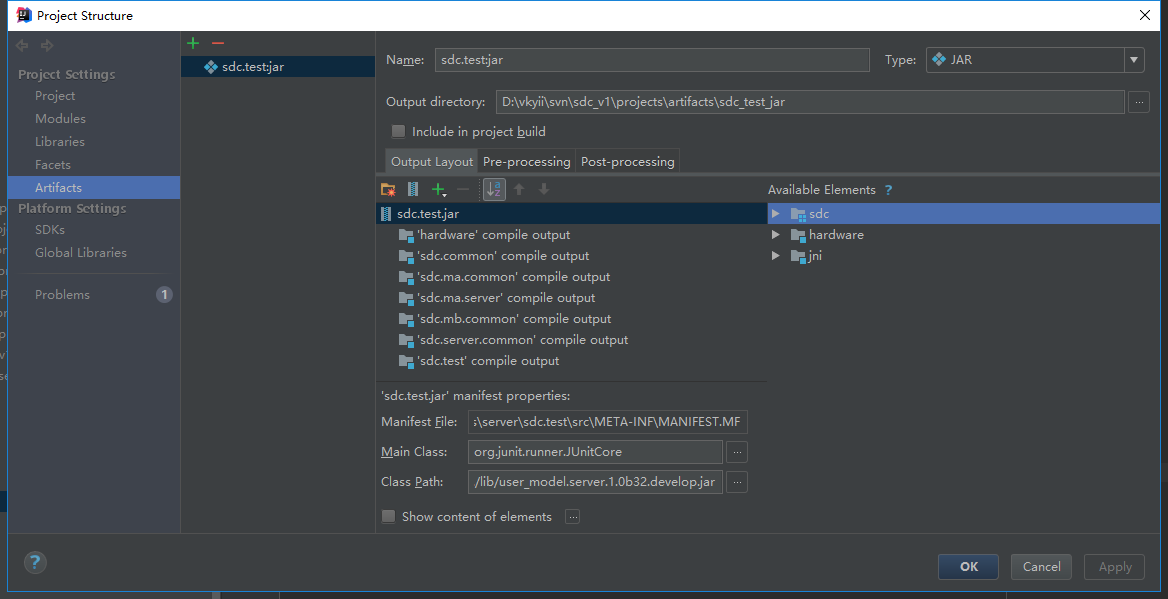 Project Structure
Project Settings
Project
Modules
Libraries
Facets
Artifacts
Platform Settings
SDKs
Global Libraries
Problems 1
sdc.test:jar
Name: sdc.test:jar
Type: JAR
Output directory: D:\vkyii\svn\sdc_v1\projects\artifacts\sdc_test_jar ...
Include in project build
Output Layout Pre-processing Post-processing
Available Elements ?
sdc.test.jar
'hardware' compile output
'sdc.common' compile output
'sdc.ma.common' compile output
'sdc.ma.server' compile output
'sdc.mb.common' compile output
'sdc.server.common' compile output
'sdc.test' compile output
sdc
hardware
jni
'sdc.test.jar' manifest properties:
Manifest File: \server\sdc.test\src\META-INF\MANIFEST.MF
Main Class: org.junit.runner.JUnitCore ...
Class Path: /lib/user_model.server.1.0b32.develop.jar ...
Show content of elements ...
? OK Cancel Apply